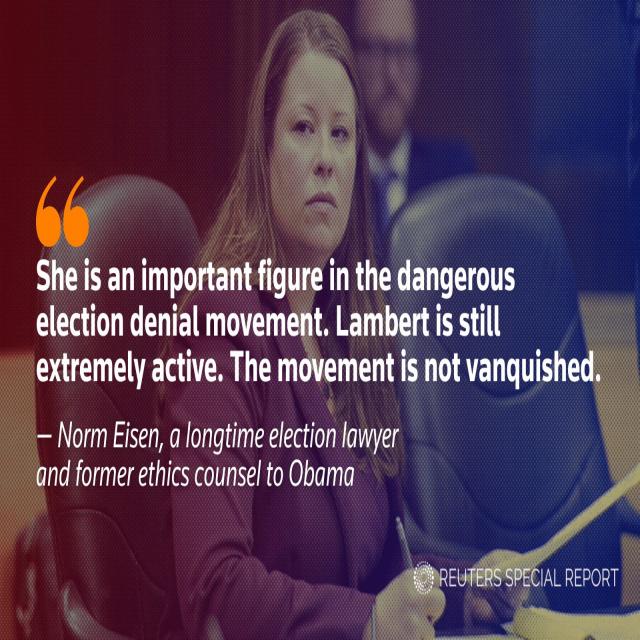 “
She is an important figure in the dangerous
election denial movement. Lambert is still
extremely active. The movement is not vanquished.
– Norm Eisen, a longtime election lawyer
and former ethics counsel to Obama
REUTERS SPECIAL REPORT